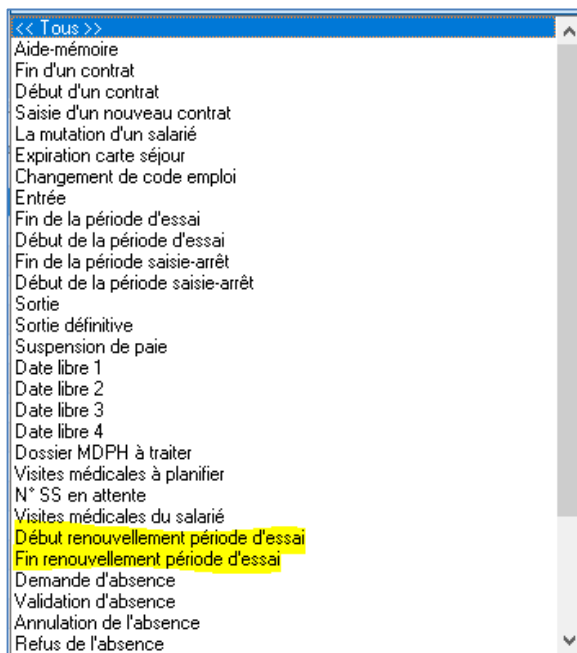 << Tous >>
Aide-mémoire
Fin d'un contrat
Début d'un contrat
Saisie d'un nouveau contrat
La mutation d'un salarié
Expiration carte séjour
Changement de code emploi
Entrée
Fin de la période d'essai
Début de la période d'essai
Fin de la période saisie-arrêt
Début de la période saisie-arrêt
Sortie
Sortie définitive
Suspension de paie
Date libre 1
Date libre 2
Date libre 3
Date libre 4
Dossier MDPH à traiter
Visites médicales à planifier
N° SS en attente
Visites médicales du salarié
Début renouvellement période d'essai
Fin renouvellement période d'essai
Demande d'absence
Validation d'absence
Annulation de l'absence
Refus de l'absence